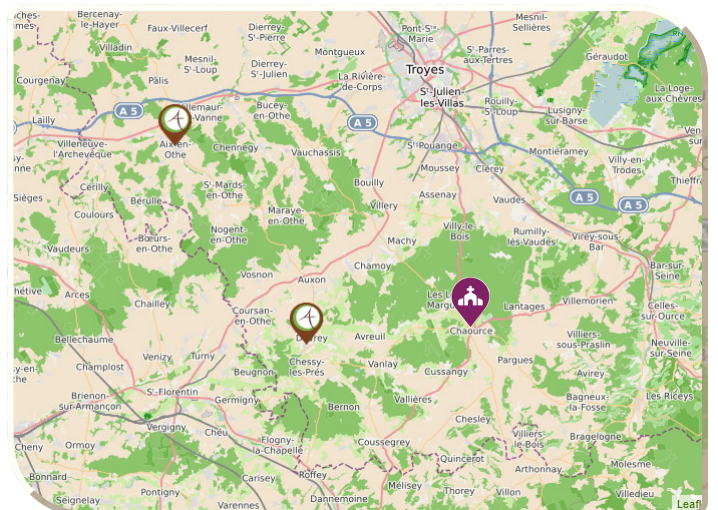 Bercenay-
le-Hayer
Villadin
Faux-Villecerf
Dierrey-
St-Pierre
Montgueux
Pont-Ste-
Marie
Mesnil-
Sellières
Courgenay
Pâlis
Mesnil-
St-Loup
Dierrey-
St-Julien
La Rivière-
de-Corps
Troyes
St-Parres-
aux-Tertres
Géraudot
St-Julien
les-Villas
La Loge-
aux-Chèvres
Lailly
A 5
Bucey-
en-Othe
A 5
Rouilly-
St-Loup
Lusigny-
sur-Barse
Villeneuve-
l'Archevêque
Aix-en-
Othe
Chennegy
Vauchassis
St-Pouange
Montiéramey
Moussey
Clérey
Villy-en-
Trodes
Cérilly
Bérulle
St-Mards-
en-Othe
Bouilly
Assenay
A 5
A 5
Thieffra
Sièges
Coulours
Maraye-
en-Othe
Villery
Vaudes
Vaudeurs
Bœurs-
en-Othe
Nogent-
en-Othe
Machy
Villy-le-
Bois
Rumilly-
lès-Vaudes
Virey-sous-
Bar
Vosnon
Auxon
Chamoy
Bar-sur-
Seine
Arces
Chailley
Coursan-
en-Othe
Lantages
Villemorien
Celles-
sur-Ource
Chaource
Bellechaume
Avreuil
Villiers-
sous-Praslin
Neuville-
sur-Seine
Champlost
Venizy
Turny
Beugnon
Chessy-
les-Prés
Vanlay
Cussangy
Pargues
Avirey
Brienon-
sur-Armançon
St-Florentin
Germigny
Bernon
Vallières
Bagneux-
la-Fosse
Les Riceys
Vergigny
Chéu
Chesley
Cheny
Ormoy
Flogny-
la-Chapelle
Coussegrey
Villiers-
le-Bois
Bragelogne
Bonnard
Carisey
Roffey
Quincerot
Arthonnay
Molesme
Seignelay
Pontigny
Varennes
Dannemoine
Mélisey
Thorey
Villon
Villedieu
Leafl